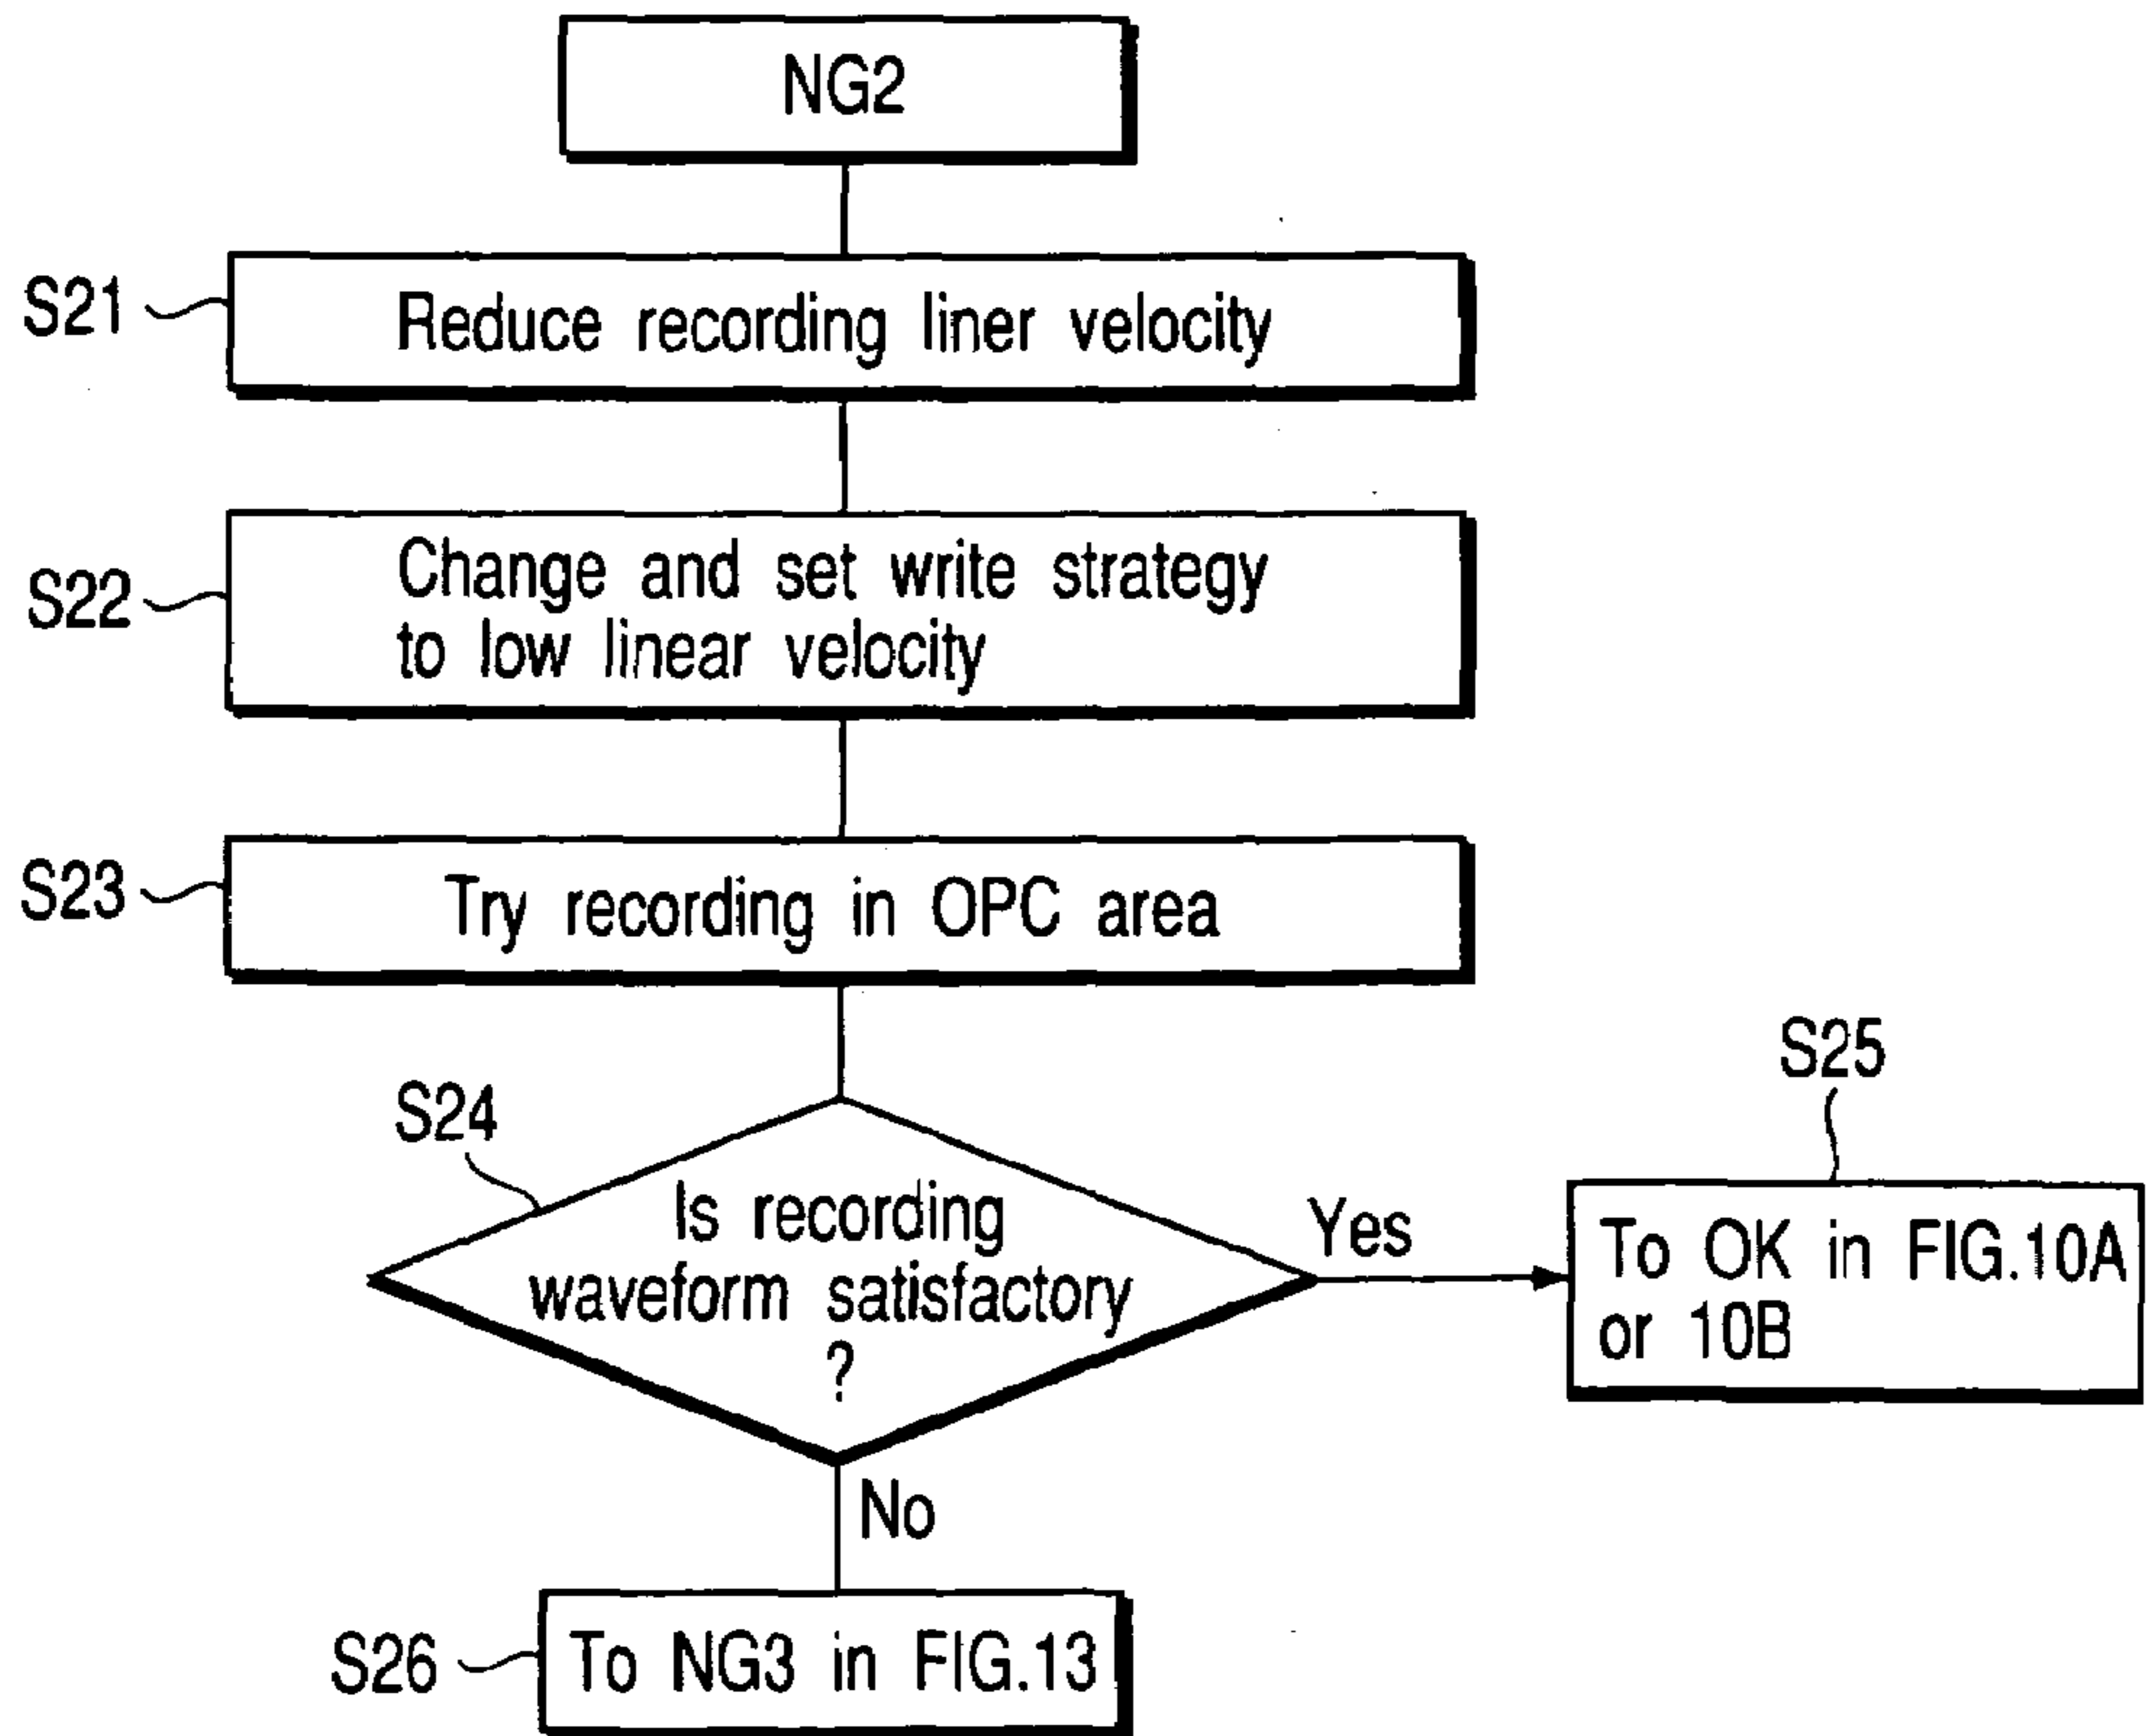 NG2
S21
Reduce recording liner velocity
S22
Change and set write strategy
to low linear velocity
S23
Try recording in OPC area
S24
Is recording
waveform satisfactory
?
Yes
S25
To OK in FIG.10A
or 10B
No
S26
To NG3 in FIG.13